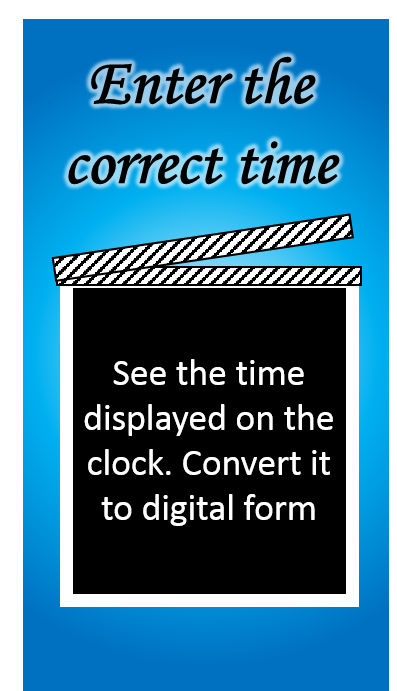 Enter the
correct time
See the time
displayed on the
clock. Convert it
to digital form